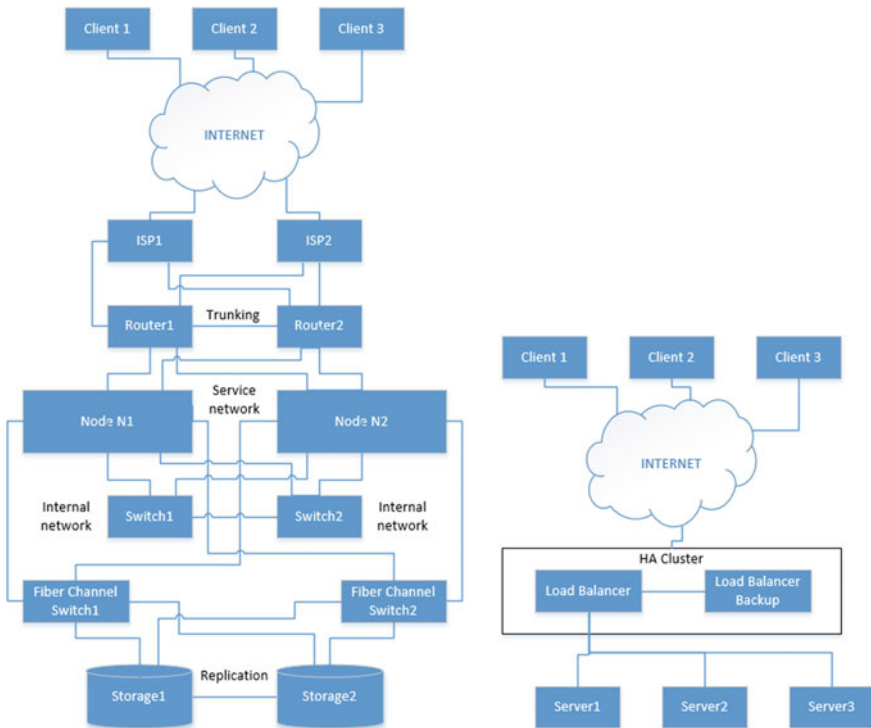 Client 1
Client 2
Client 3
INTERNET
ISP1
ISP2
Router1
Trunking
Router2
Service
network
Node N1
Node N2
Internal
network
Switch1
Switch2
Internal
network
Fiber Channel
Switch1
Fiber Channel
Switch2
Replication
Storage1
Storage2
Client 1
Client 2
Client 3
INTERNET
HA Cluster
Load Balancer
Load Balancer
Backup
Server1
Server2
Server3